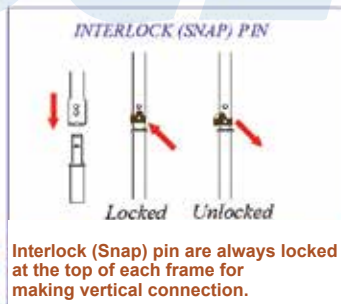 INTERLOCK (SNAP) PIN
Locked Unlocked
Interlock (Snap) pin are always locked
at the top of each frame for
making vertical connection.